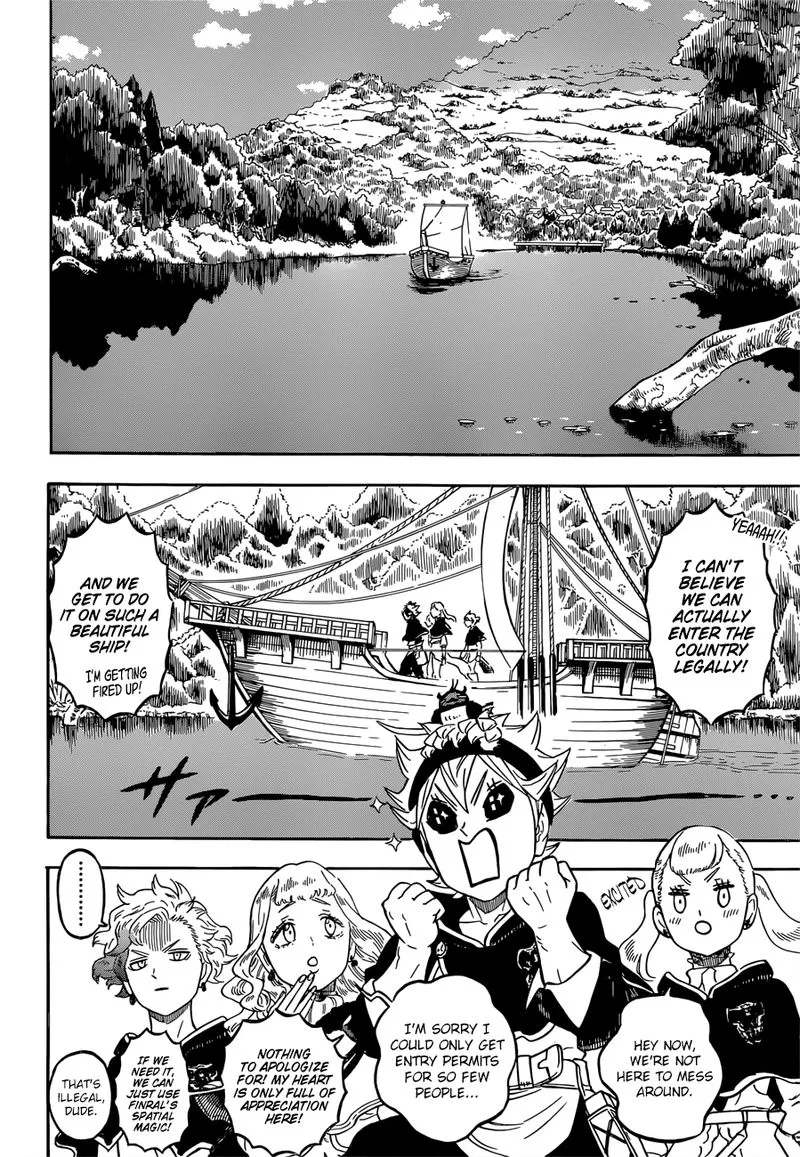 YEAAAH!!
I CAN'T
BELIEVE
WE CAN
ACTUALLY
ENTER THE
COUNTRY
LEGALLY!
AND WE
GET TO DO
IT ON SUCH A
BEAUTIFUL
SHIP!
I'M GETTING
FIRED UP!
ザァ
EXCITED
HEY NOW,
WE'RE NOT
HERE TO MESS
AROUND.
I'M SORRY I
COULD ONLY GET
ENTRY PERMITS
FOR SO FEW
PEOPLE...
NOTHING
TO APOLOGIZE
FOR! MY HEART
IS ONLY FULL OF
APPRECIATION
HERE!
.........
IF WE
NEED IT,
WE CAN
JUST USE
FINRAL'S
SPATIAL
MAGIC!
THAT'S
ILLEGAL,
DUDE.